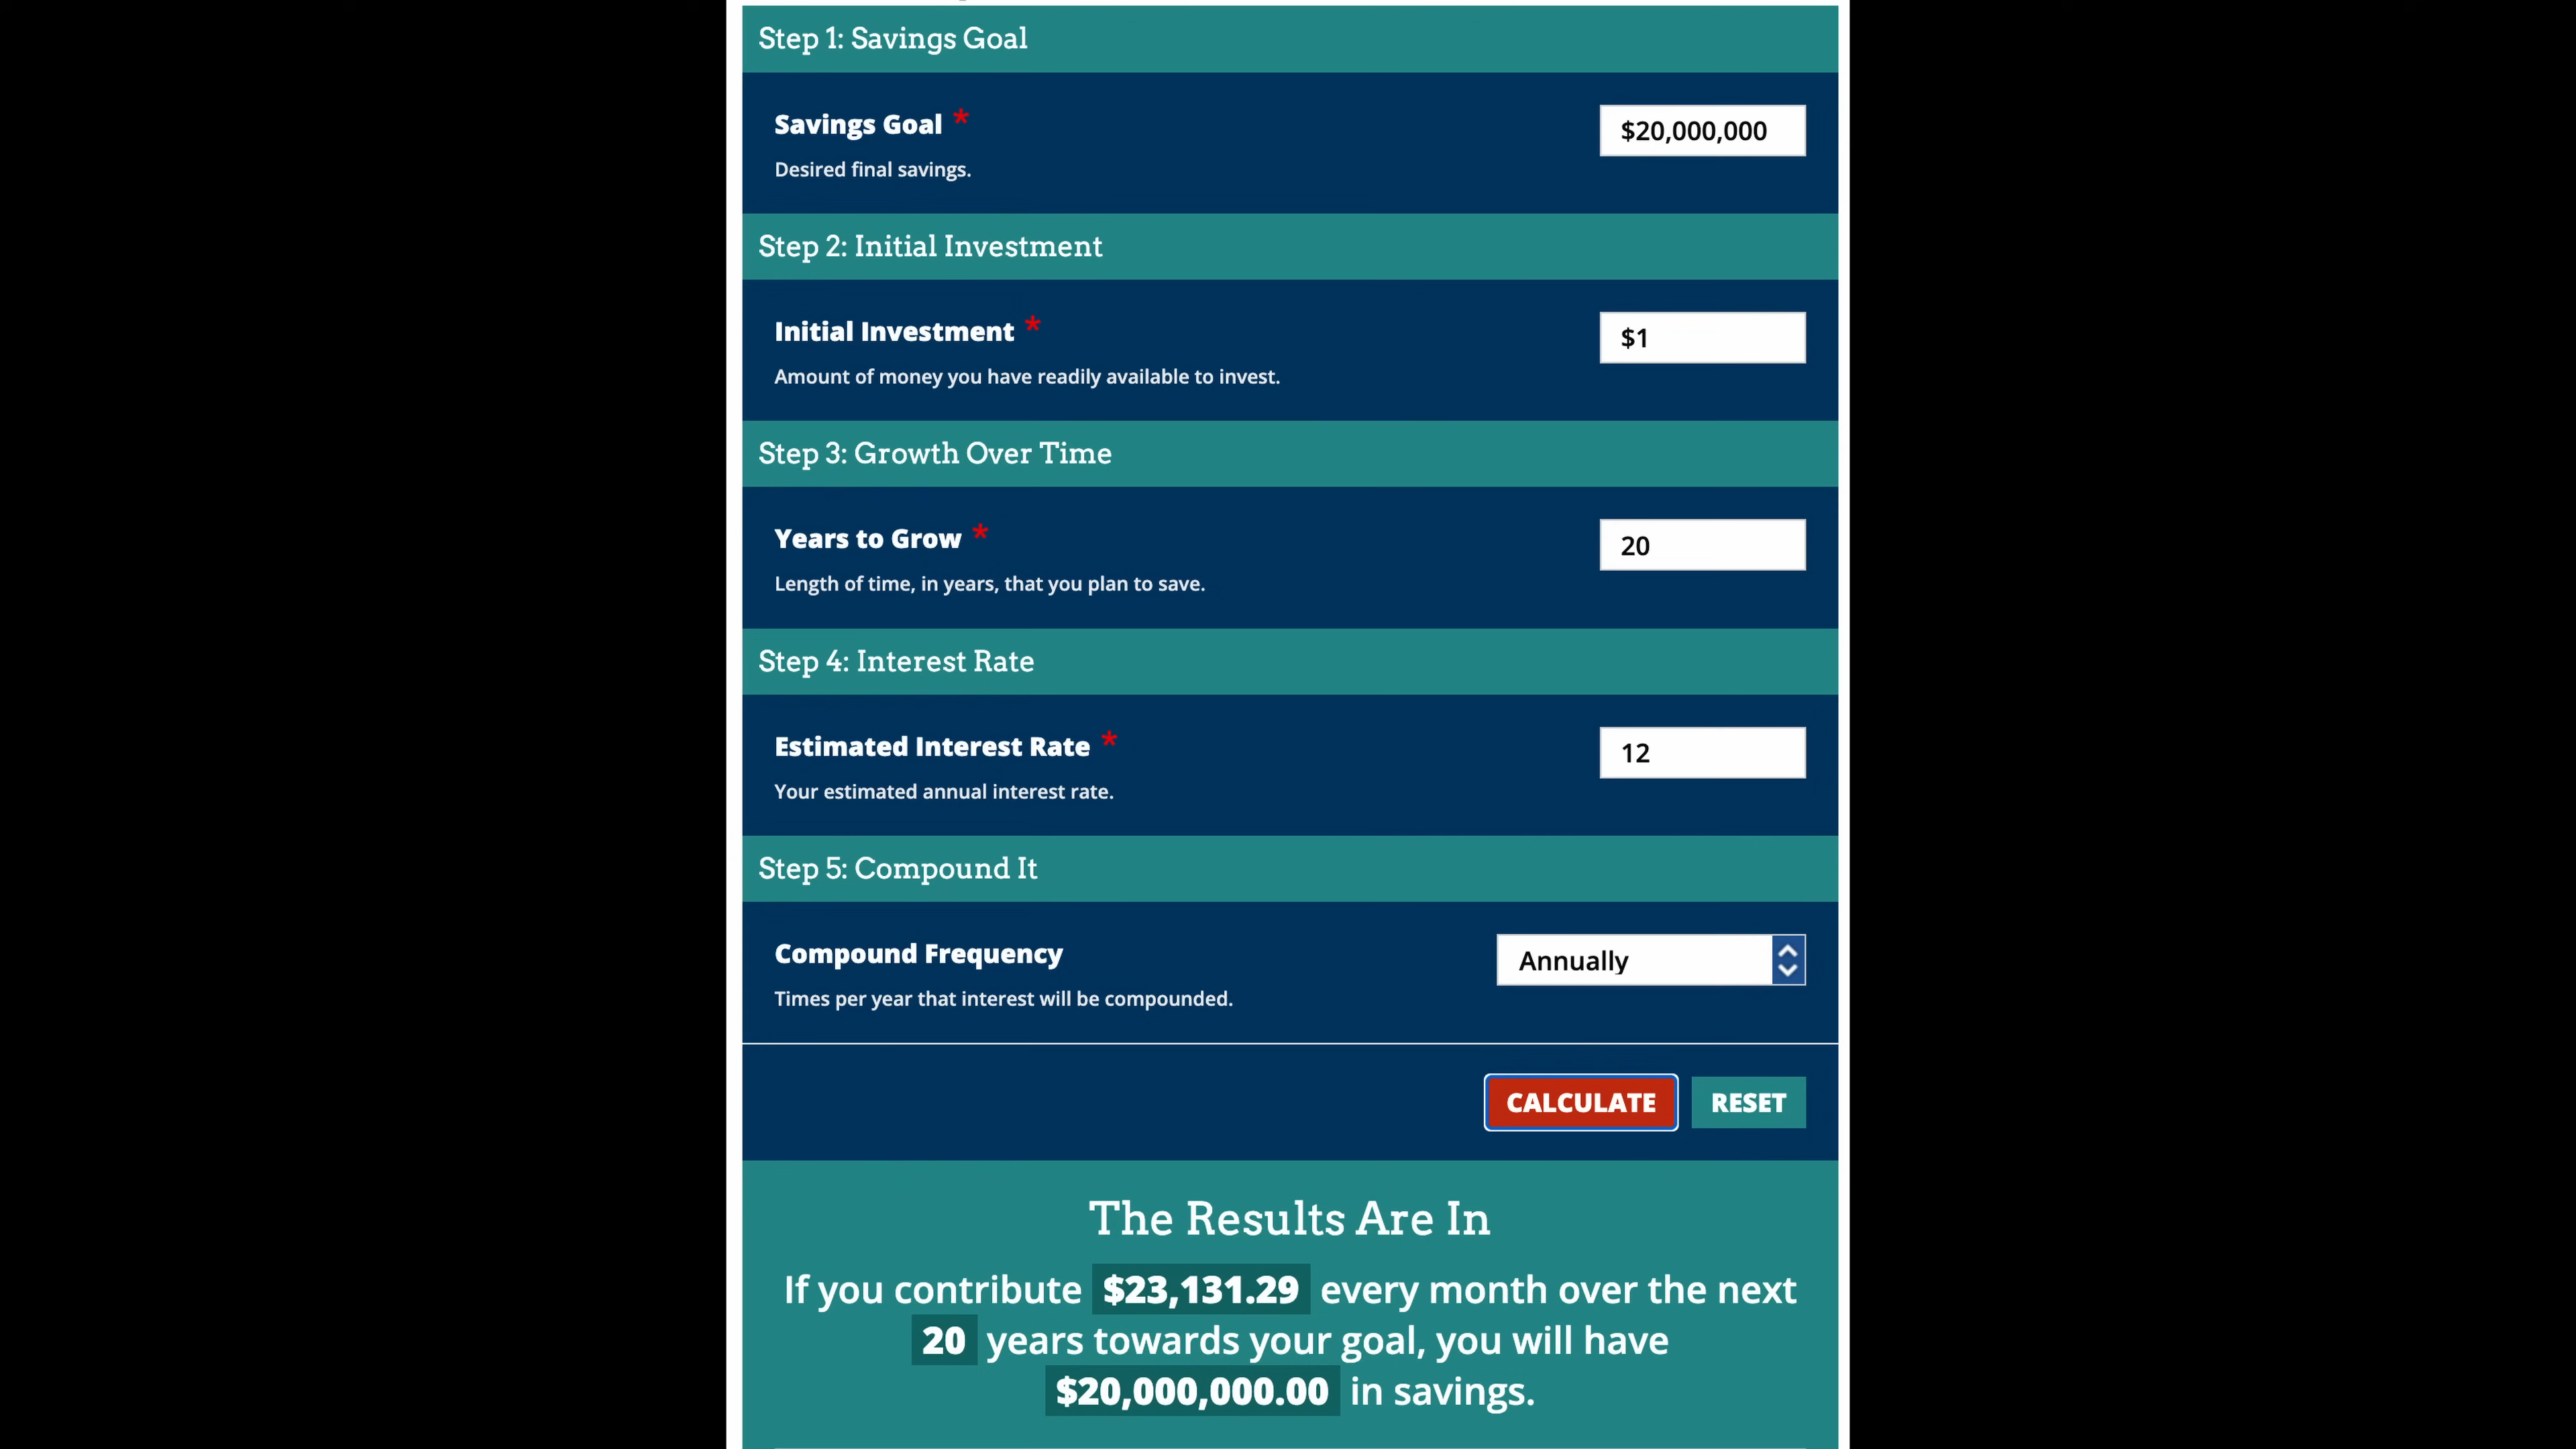 Step 1: Savings Goal
Savings Goal *
$20,000,000
Desired final savings.
Step 2: Initial Investment
Initial Investment *
$1
Amount of money you have readily available to invest.
Step 3: Growth Over Time
Years to Grow *
20
Length of time, in years, that you plan to save.
Step 4: Interest Rate
Estimated Interest Rate *
12
Your estimated annual interest rate.
Step 5: Compound It
Compound Frequency
Annually
Times per year that interest will be compounded.
CALCULATE RESET
The Results Are In
If you contribute $23,131.29 every month over the next
20 years towards your goal, you will have
$20,000,000.00 in savings.